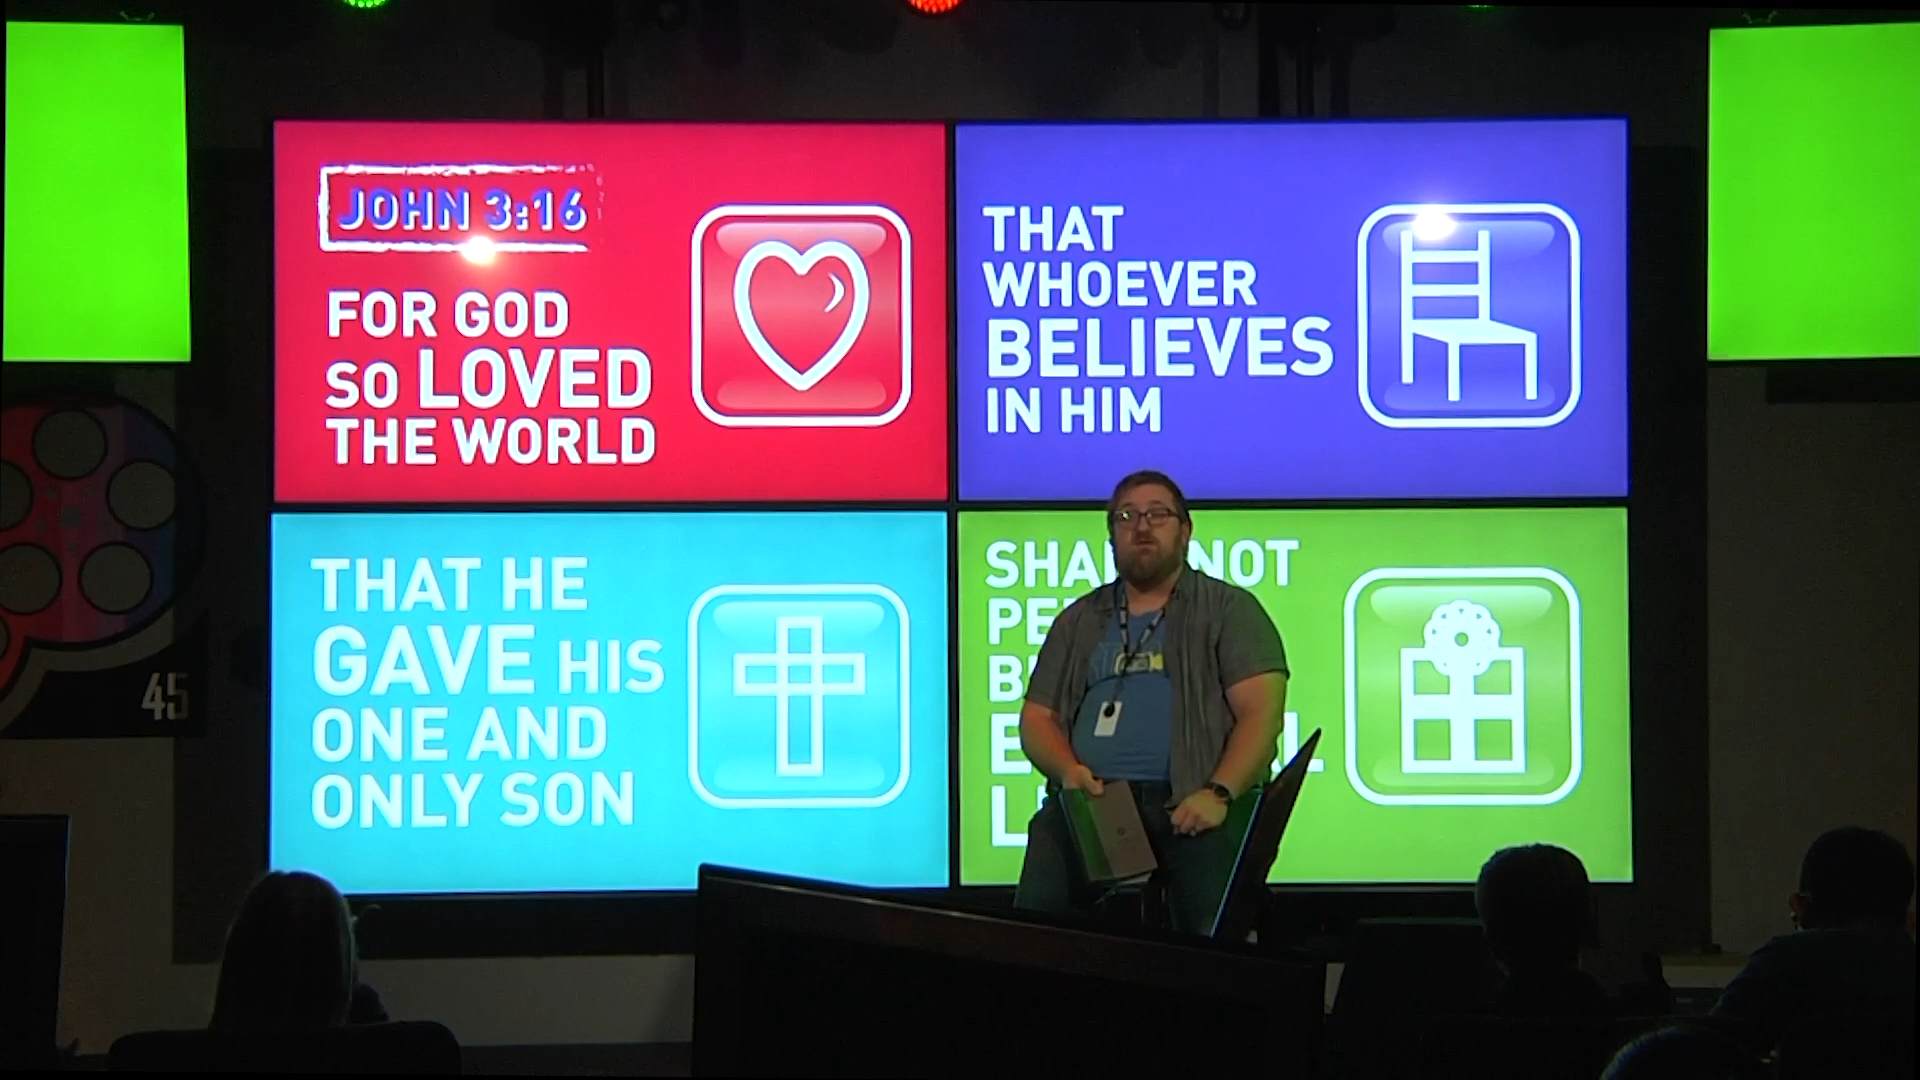 JOHN 3:16
FOR GOD
SO LOVED
THE WORLD
THAT HE
GAVE HIS
ONE AND
ONLY SON
THAT
WHOEVER
BELIEVES
IN HIM
NOT
45